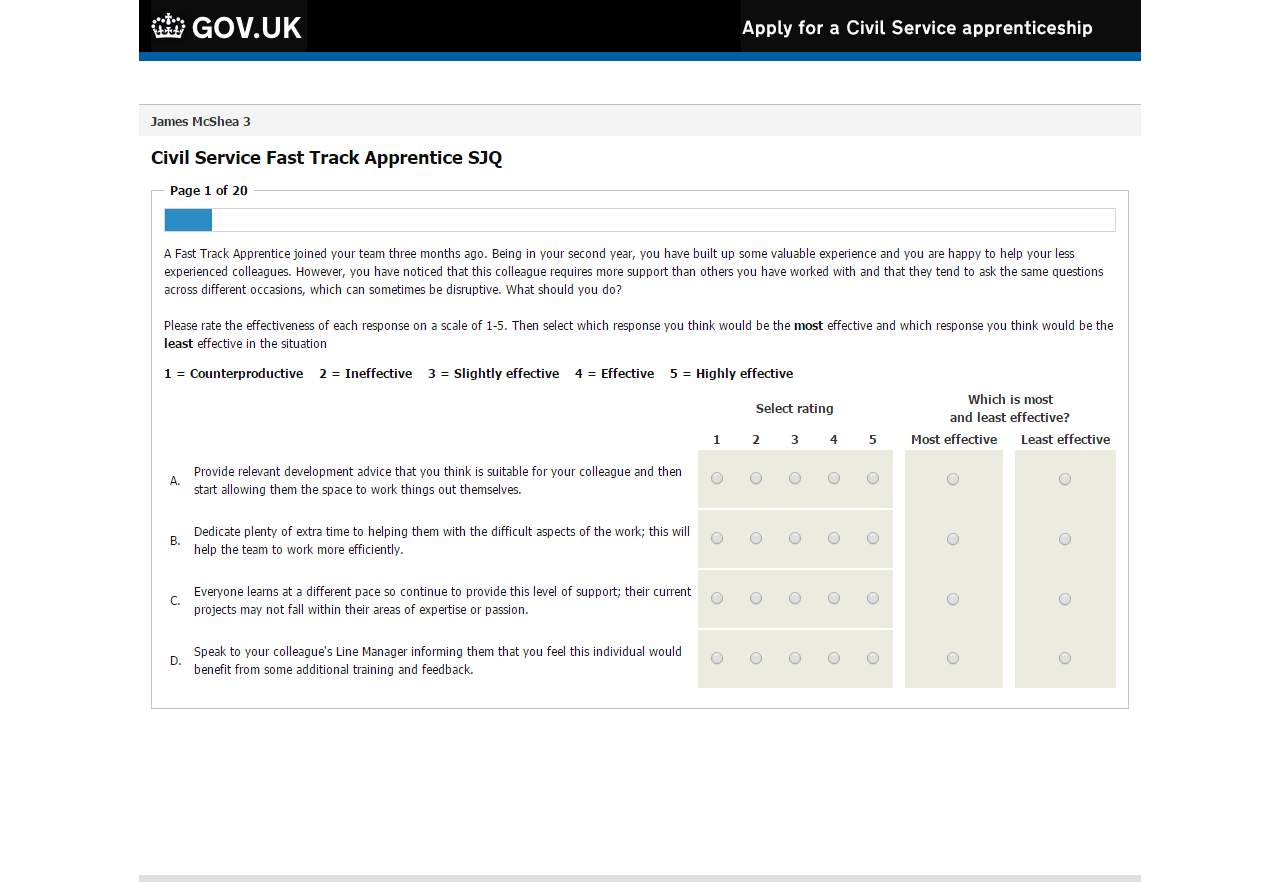 GOV.UK
Apply for a Civil Service apprenticeship
James McShea 3
Civil Service Fast Track Apprentice SJQ
Page 1 of 20
A Fast Track Apprentice joined your team three months ago. Being in your second year, you have built up some valuable experience and you are happy to help your less
experienced colleagues. However, you have noticed that this colleague requires more support than others you have worked with and that they tend to ask the same questions
across different occasions, which can sometimes be disruptive. What should you do?
Please rate the effectiveness of each response on a scale of 1-5. Then select which response you think would be the most effective and which response you think would be the
least effective in the situation
1 = Counterproductive 2 = Ineffective 3 = Slightly effective 4 = Effective 5 = Highly effective
Select rating
Which is most
and least effective?
1 2 3 4 5 Most effective Least effective
A. Provide relevant development advice that you think is suitable for your colleague and then
start allowing them the space to work things out themselves.
B. Dedicate plenty of extra time to helping them with the difficult aspects of the work; this will
help the team to work more efficiently.
C. Everyone learns at a different pace so continue to provide this level of support; their current
projects may not fall within their areas of expertise or passion.
D. Speak to your colleague's Line Manager informing them that you feel this individual would
benefit from some additional training and feedback.